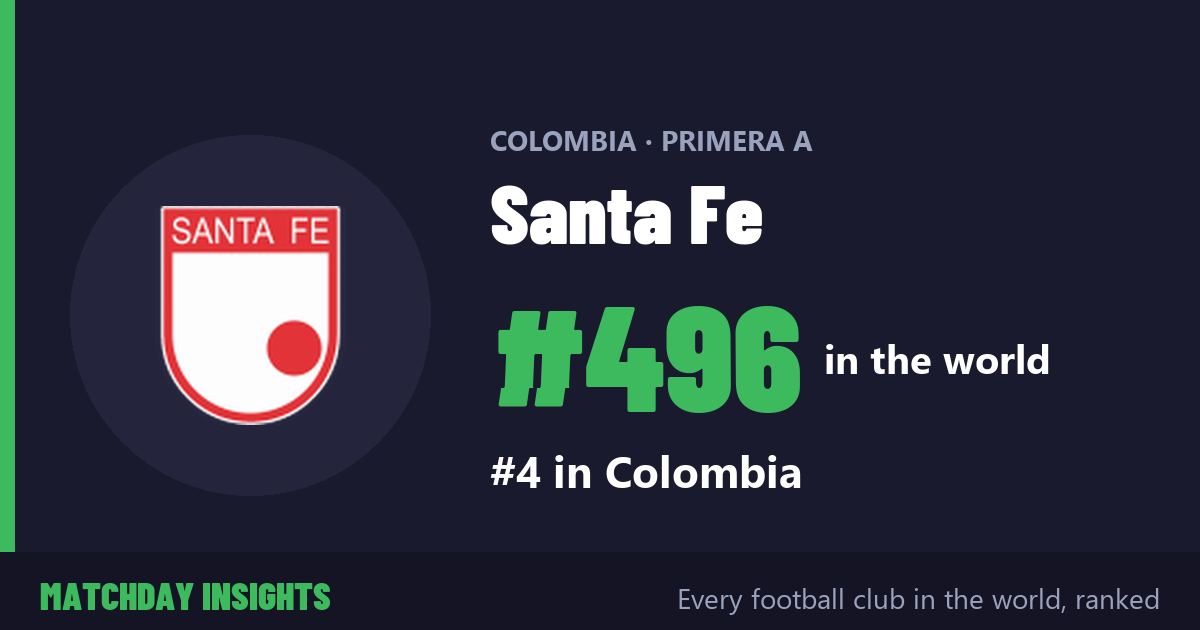 SANTA FE
COLOMBIA · PRIMERA A
Santa Fe
#496 in the world
#4 in Colombia
MATCHDAY INSIGHTS
Every football club in the world, ranked